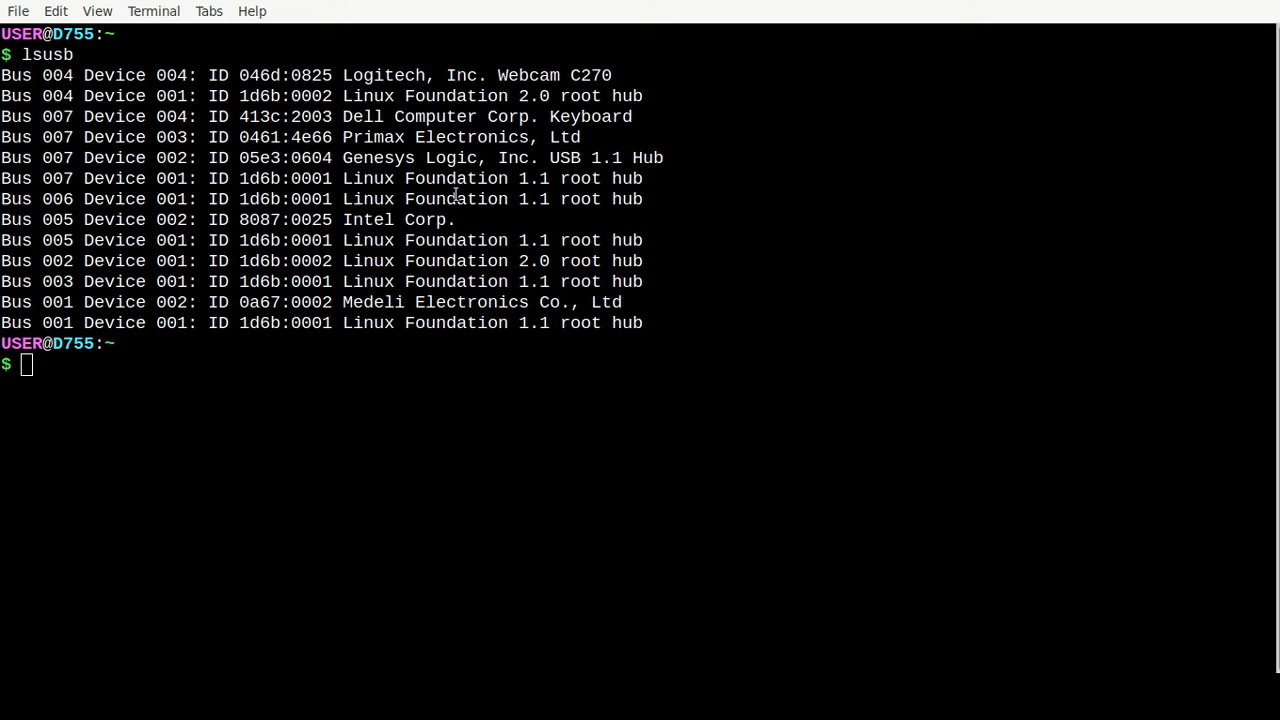 File Edit View Terminal Tabs Help
USER@D755:~
$ lsusb
Bus 004 Device 004: ID 046d:0825 Logitech, Inc. Webcam C270
Bus 004 Device 001: ID 1d6b:0002 Linux Foundation 2.0 root hub
Bus 007 Device 004: ID 413c:2003 Dell Computer Corp. Keyboard
Bus 007 Device 003: ID 0461:4e66 Primax Electronics, Ltd
Bus 007 Device 002: ID 05e3:0604 Genesys Logic, Inc. USB 1.1 Hub
Bus 007 Device 001: ID 1d6b:0001 Linux Foundation 1.1 root hub
Bus 006 Device 001: ID 1d6b:0001 Linux Foundation 1.1 root hub
Bus 005 Device 002: ID 8087:0025 Intel Corp.
Bus 005 Device 001: ID 1d6b:0001 Linux Foundation 1.1 root hub
Bus 002 Device 001: ID 1d6b:0002 Linux Foundation 2.0 root hub
Bus 003 Device 001: ID 1d6b:0001 Linux Foundation 1.1 root hub
Bus 001 Device 002: ID 0a67:0002 Medeli Electronics Co., Ltd
Bus 001 Device 001: ID 1d6b:0001 Linux Foundation 1.1 root hub
USER@D755:~
$